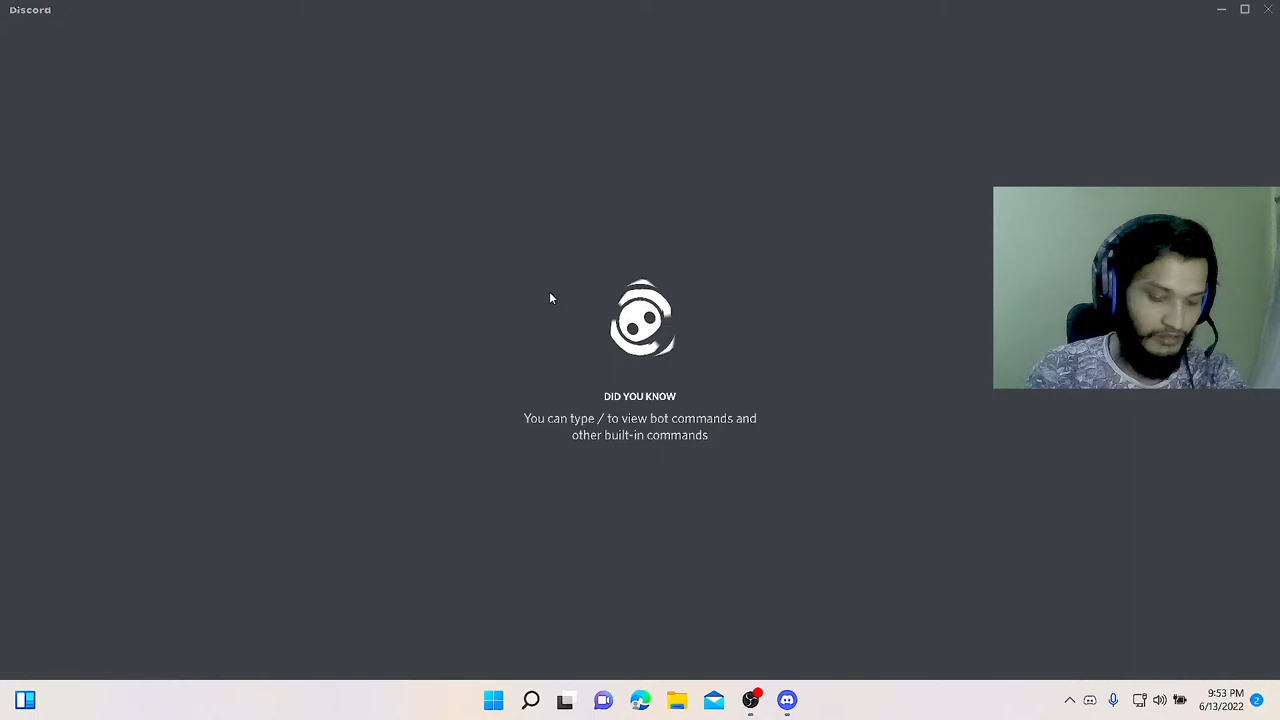 Discord
DID YOU KNOW
You can type / to view bot commands and
other built-in commands
9:53 PM
6/13/2022
2